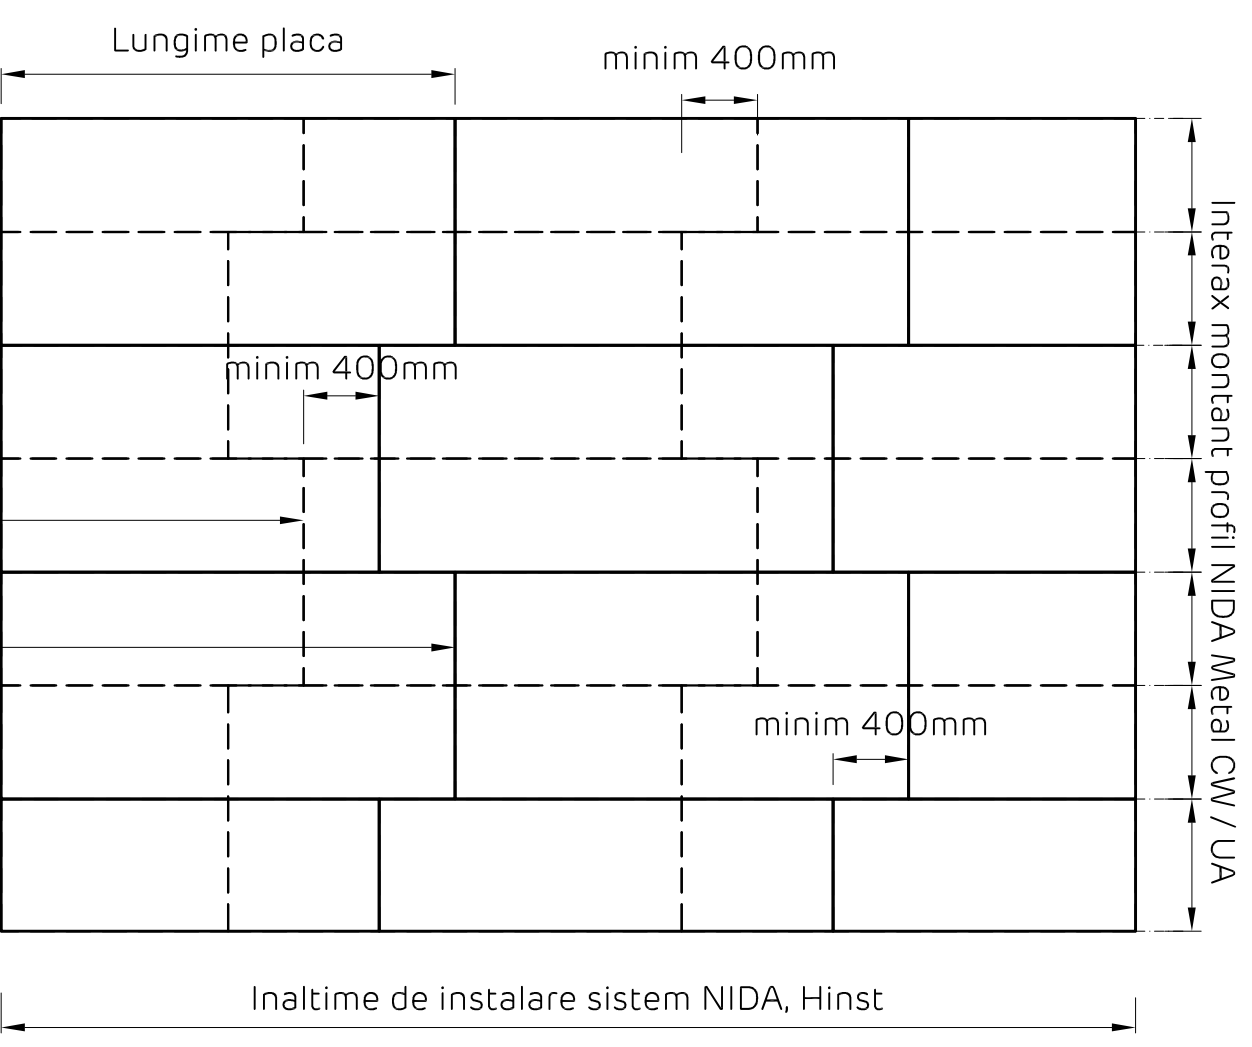 Lungime placa
minim 400mm
minim 400mm
Interax montant profil NIDA Metal CW / UA
minim 400mm
Inaltime de instalare sistem NIDA, Hinst